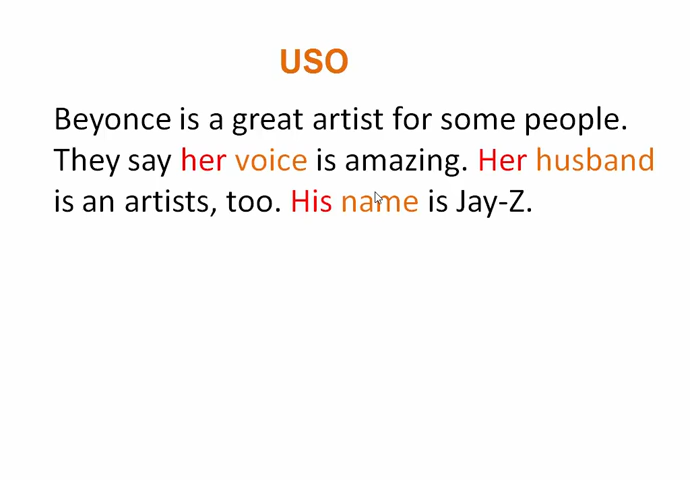 USO
Beyonce is a great artist for some people.
They say her voice is amazing. Her husband
is an artists, too. His name is Jay-Z.